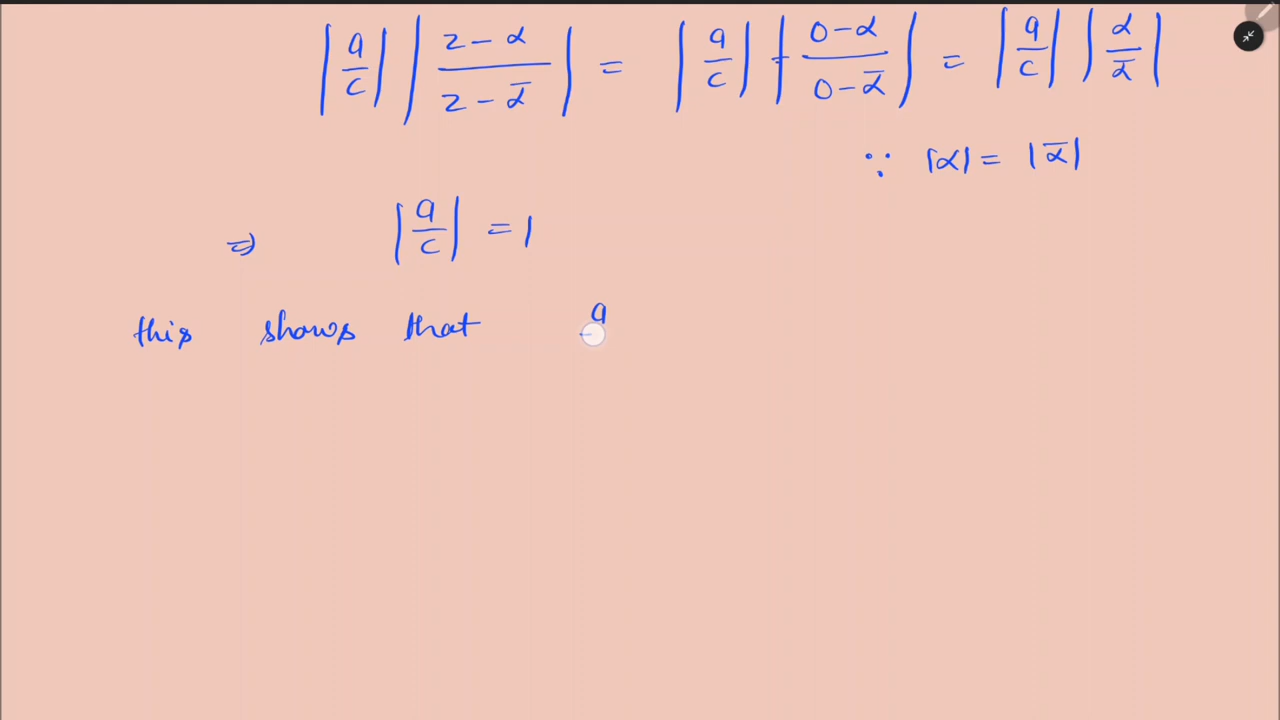 |a/c| |z-α / z-ᾱ| = |a/c| |0-α / 0-ᾱ| = |a/c| |α/ᾱ|
∵ |α| = |ᾱ|
⇒ |a/c| = 1
this shows that a